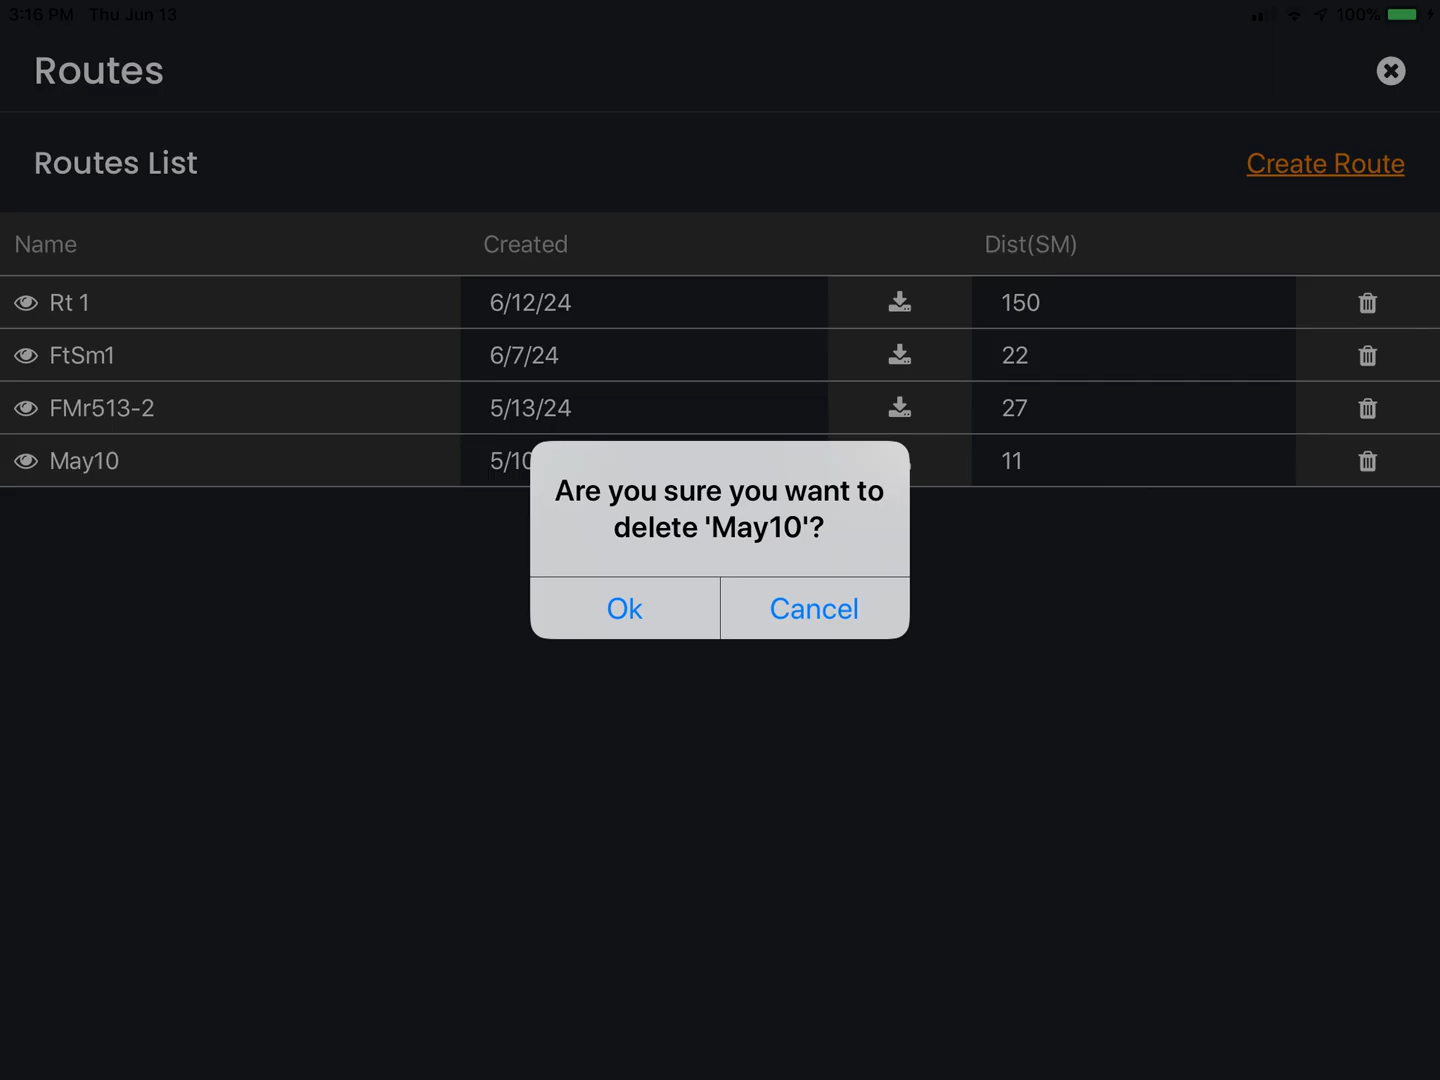 3:16 PM Thu Jun 13 100%
Routes
Routes List Create Route
Name Created Dist(SM)
Rt 1 6/12/24 150
FtSm1 6/7/24 22
FMr513-2 5/13/24 27
May10 5/10 11
Are you sure you want to
delete 'May10'?
Ok Cancel